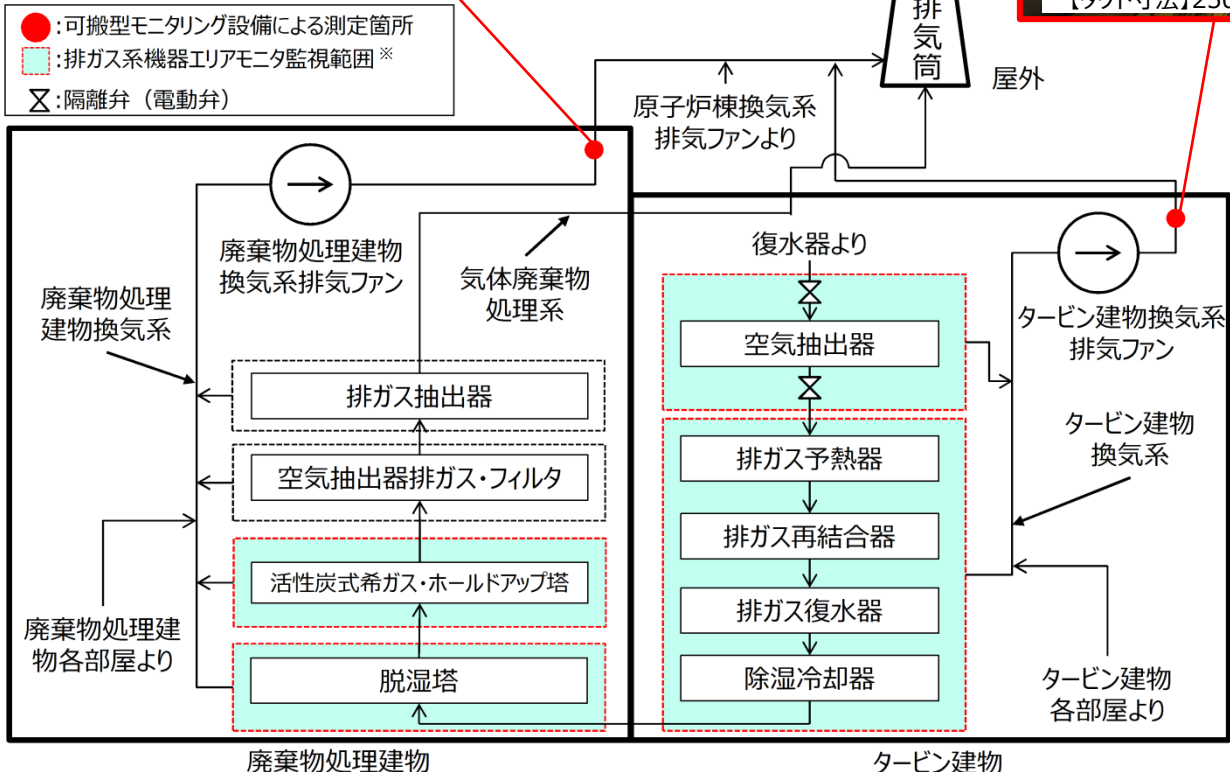 :可搬型モニタリング設備による測定箇所
:排ガス系機器エリアモニタ監視範囲※
:隔離弁（電動弁）
排
気
筒
屋外
原子炉棟換気系
排気ファンより
廃棄物処理建物
換気系排気ファン
気体廃棄物
処理系
廃棄物処理
建物換気系
排ガス抽出器
空気抽出器排ガス・フィルタ
活性炭式希ガス・ホールドアップ塔
脱湿塔
廃棄物処理建
物各部屋より
廃棄物処理建物
復水器より
空気抽出器
排ガス予熱器
排ガス再結合器
排ガス復水器
除湿冷却器
タービン建物換気系
排気ファン
タービン建物
換気系
タービン建物
各部屋より
タービン建物